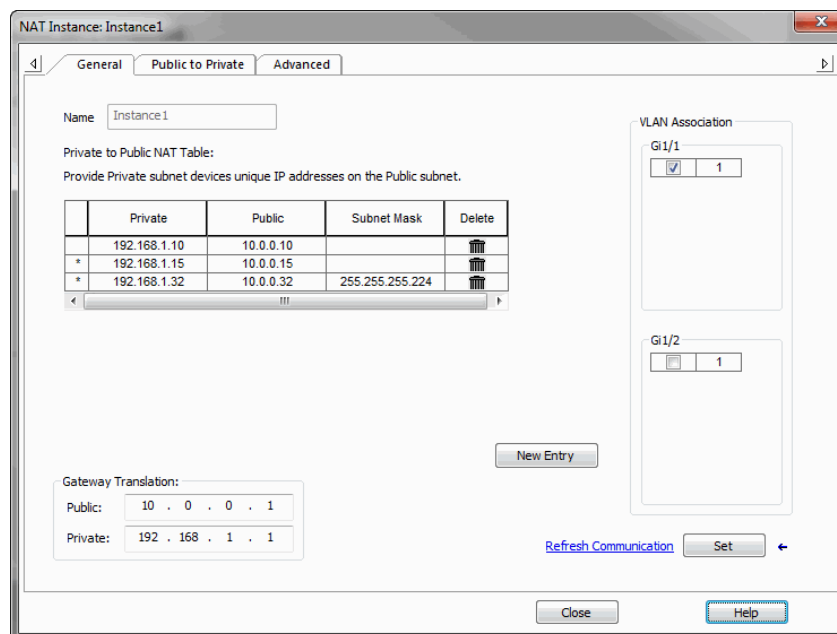 NAT Instance: Instance1
General Public to Private Advanced
Name Instance1
Private to Public NAT Table:
Provide Private subnet devices unique IP addresses on the Public subnet.
Private Public Subnet Mask Delete
192.168.1.10 10.0.0.10
* 192.168.1.15 10.0.0.15
* 192.168.1.32 10.0.0.32 255.255.255.224
VLAN Association
Gi1/1
1
Gi1/2
1
New Entry
Gateway Translation:
Public: 10 . 0 . 0 . 1
Private: 192 . 168 . 1 . 1
Refresh Communication Set
Close Help